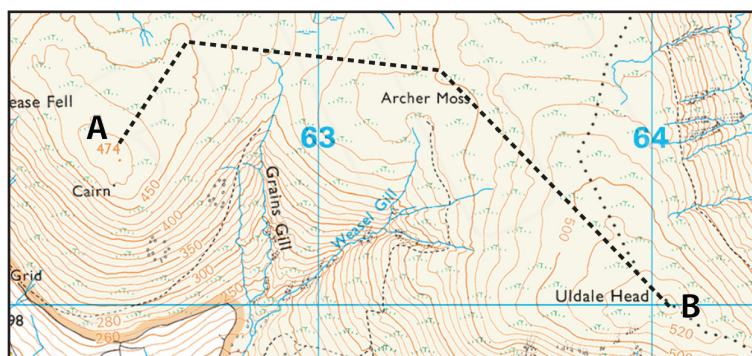 ease Fell
A
474
Cairn
450
400
350
300
250
Grid
98
280
260
63
Archer Moss
64
Grains Gill
Weasel Gill
500
Uldale Head
B
520